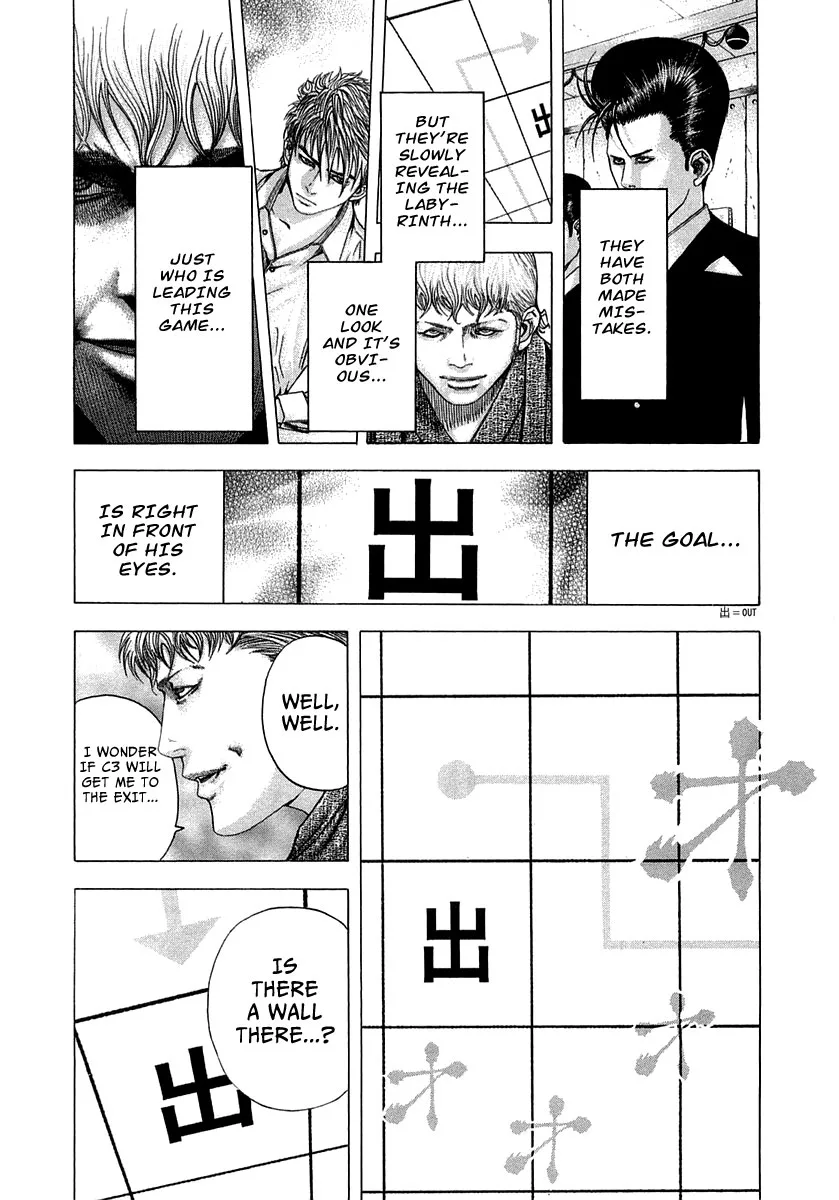 THEY
HAVE
BOTH
MADE
MIS-
TAKES.
出
BUT
THEY'RE
SLOWLY
REVEAL-
ING THE
LABY-
RINTH...
ONE
LOOK
AND IT'S
OBVI-
OUS...
JUST
WHO IS
LEADING
THIS
GAME...
THE GOAL...
出
IS RIGHT
IN FRONT
OF HIS
EYES.
出 = OUT
出
WELL,
WELL.
I WONDER
IF C3 WILL
GET ME TO
THE EXIT...
IS
THERE
A WALL
THERE...?
出